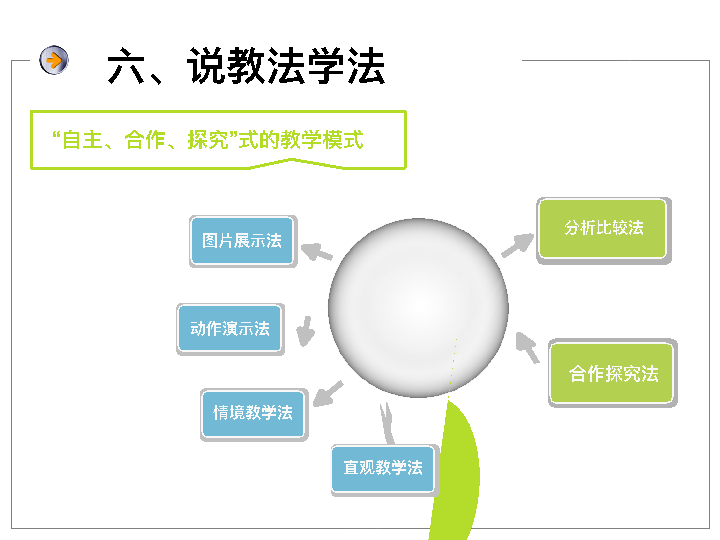 六、说教法学法
“自主、合作、探究”式的教学模式
图片展示法
分析比较法
动作演示法
合作探究法
情境教学法
直观教学法